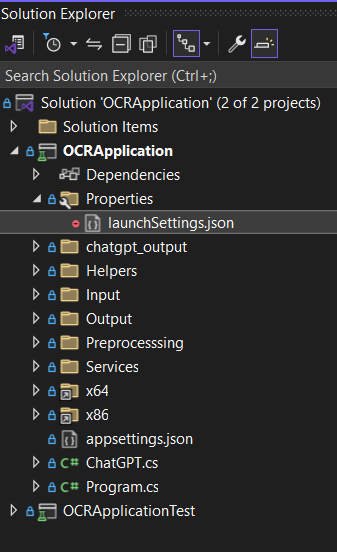 Solution Explorer
Search Solution Explorer (Ctrl+;)
Solution 'OCRApplication' (2 of 2 projects)
Solution Items
OCRApplication
Dependencies
Properties
launchSettings.json
chatgpt_output
Helpers
Input
Output
Preprocesssing
Services
x64
x86
appsettings.json
C# ChatGPT.cs
C# Program.cs
OCRApplicationTest